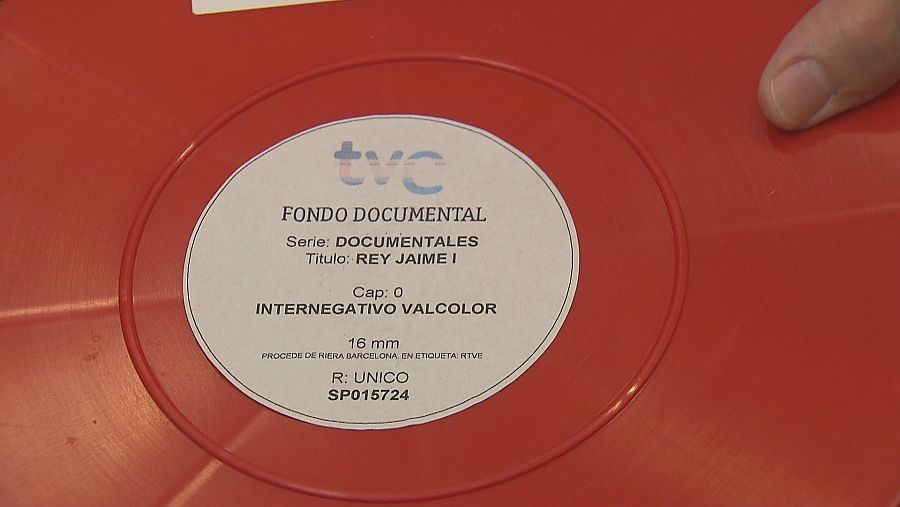 tve
FONDO DOCUMENTAL
Serie: DOCUMENTALES
Titulo: REY JAIME I
Cap: 0
INTERNEGATIVO VALCOLOR
16 mm
PROCEDE DE RIERA BARCELONA. EN ETIQUETA: RTVE
R: UNICO
SP015724